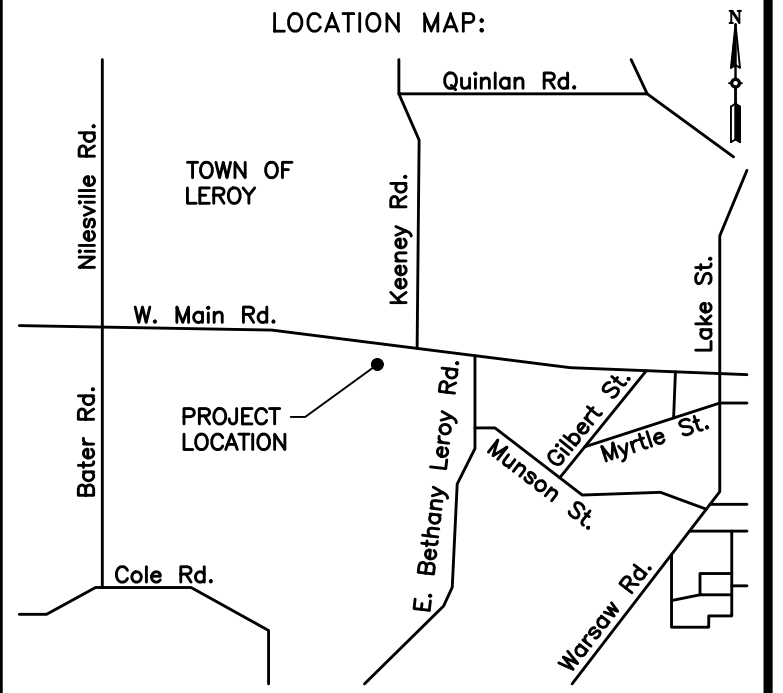 LOCATION MAP:
N
Quinlan Rd.
Nilesville Rd.
TOWN OF
LEROY
Keeney Rd.
Lake St.
W. Main Rd.
Bater Rd.
PROJECT
LOCATION
E. Bethany Leroy Rd.
Gilbert St.
Myrtle St.
Munson St.
Cole Rd.
Warsaw Rd.